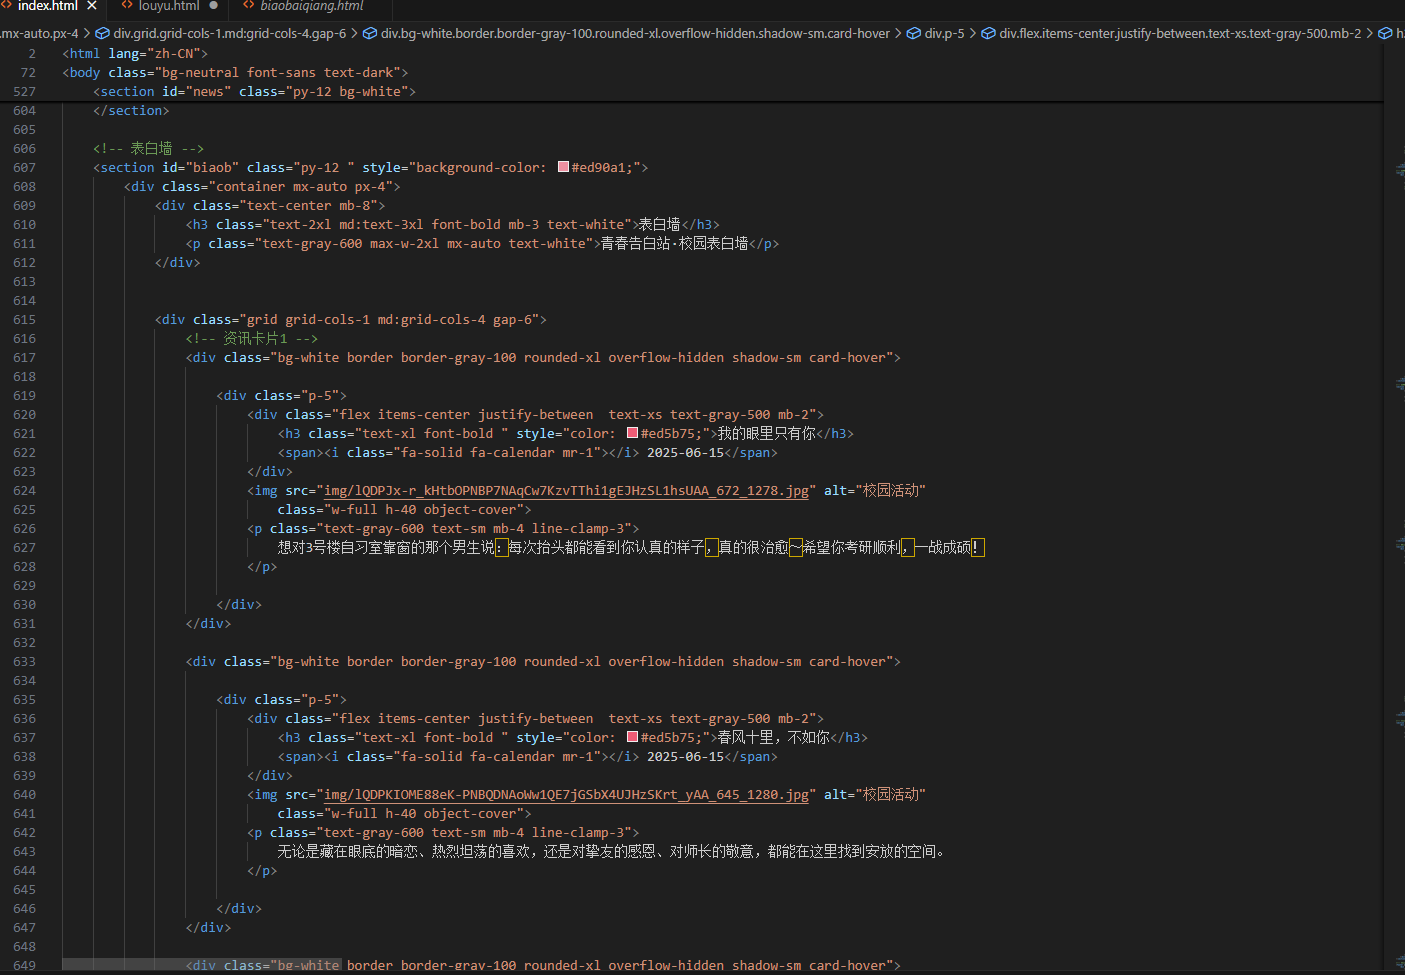 index.html
louyu.html
biaobaiqiang.html
.mx-auto.px-4 > div.grid.grid-cols-1.md:grid-cols-4.gap-6 > div.bg-white.border.border-gray-100.rounded-xl.overflow-hidden.shadow-sm.card-hover > div.p-5 > div.flex.items-center.justify-between.text-xs.text-gray-500.mb-2 > h
2 <html lang="zh-CN">
72 <body class="bg-neutral font-sans text-dark">
527 <section id="news" class="py-12 bg-white">
604 </section>
605
606 <!-- 表白墙 -->
607 <section id="biaob" class="py-12 " style="background-color: #ed90a1;">
608 <div class="container mx-auto px-4">
609 <div class="text-center mb-8">
610 <h3 class="text-2xl md:text-3xl font-bold mb-3 text-white">表白墙</h3>
611 <p class="text-gray-600 max-w-2xl mx-auto text-white">青春告白站·校园表白墙</p>
612 </div>
613
614
615 <div class="grid grid-cols-1 md:grid-cols-4 gap-6">
616 <!-- 资讯卡片1 -->
617 <div class="bg-white border border-gray-100 rounded-xl overflow-hidden shadow-sm card-hover">
618
619 <div class="p-5">
620 <div class="flex items-center justify-between  text-xs text-gray-500 mb-2">
621 <h3 class="text-xl font-bold " style="color: #ed5b75;">我的眼里只有你</h3>
622 <span><i class="fa-solid fa-calendar mr-1"></i> 2025-06-15</span>
623 </div>
624 <img src="img/lQDPJx-r_kHtbOPNBP7NAqCw7KzvTThi1gEJHzSL1hsUAA_672_1278.jpg" alt="校园活动"
625 class="w-full h-40 object-cover">
626 <p class="text-gray-600 text-sm mb-4 line-clamp-3">
627 想对3号楼自习室靠窗的那个男生说：每次抬头都能看到你认真的样子，真的很治愈～希望你考研顺利，一战成硕！
628 </p>
629
630 </div>
631 </div>
632
633 <div class="bg-white border border-gray-100 rounded-xl overflow-hidden shadow-sm card-hover">
634
635 <div class="p-5">
636 <div class="flex items-center justify-between  text-xs text-gray-500 mb-2">
637 <h3 class="text-xl font-bold " style="color: #ed5b75;">春风十里，不如你</h3>
638 <span><i class="fa-solid fa-calendar mr-1"></i> 2025-06-15</span>
639 </div>
640 <img src="img/lQDPKIOME88eK-PNBQDNAoWw1QE7jGSbX4UJHzSKrt_yAA_645_1280.jpg" alt="校园活动"
641 class="w-full h-40 object-cover">
642 <p class="text-gray-600 text-sm mb-4 line-clamp-3">
643 无论是藏在眼底的暗恋、热烈坦荡的喜欢，还是对挚友的感恩、对师长的敬意，都能在这里找到安放的空间。
644 </p>
645
646 </div>
647 </div>
648
649 <div class="bg-white border border-gray-100 rounded-xl overflow-hidden shadow-sm card-hover">